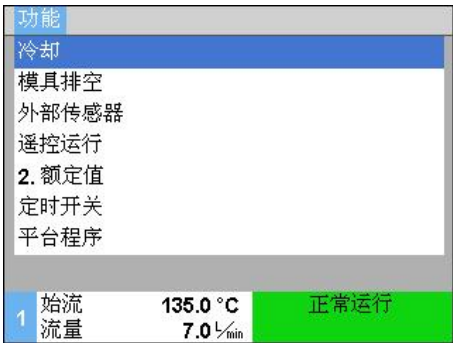 功能
冷却
模具排空
外部传感器
遥控运行
2. 额定值
定时开关
平台程序
1 始流 135.0 °C 正常运行
流量 7.0 L/min